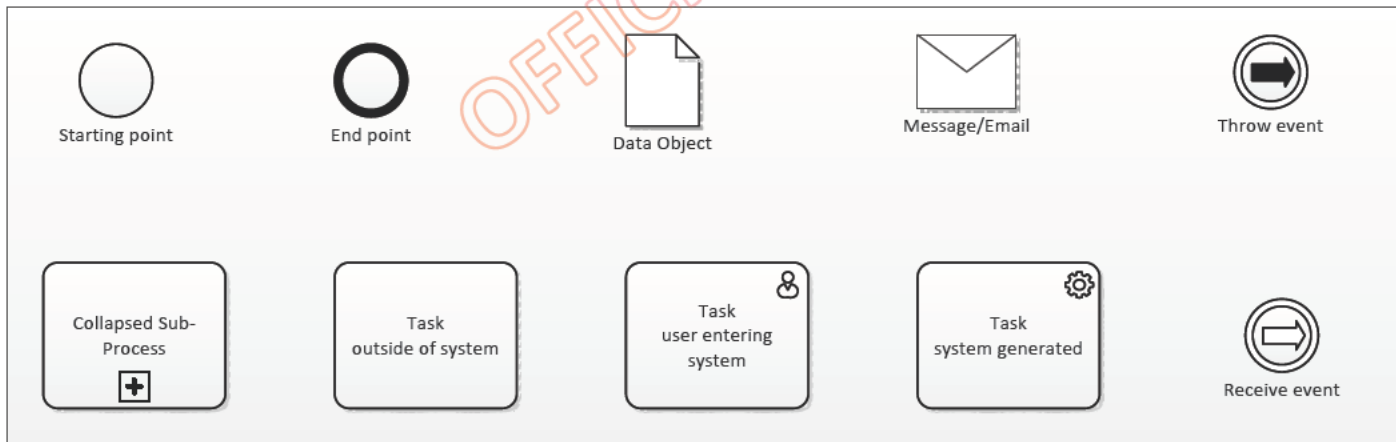 Starting point
End point
Data Object
Message/Email
Throw event
Collapsed Sub-
Process
Task
outside of system
Task
user entering
system
Task
system generated
Receive event